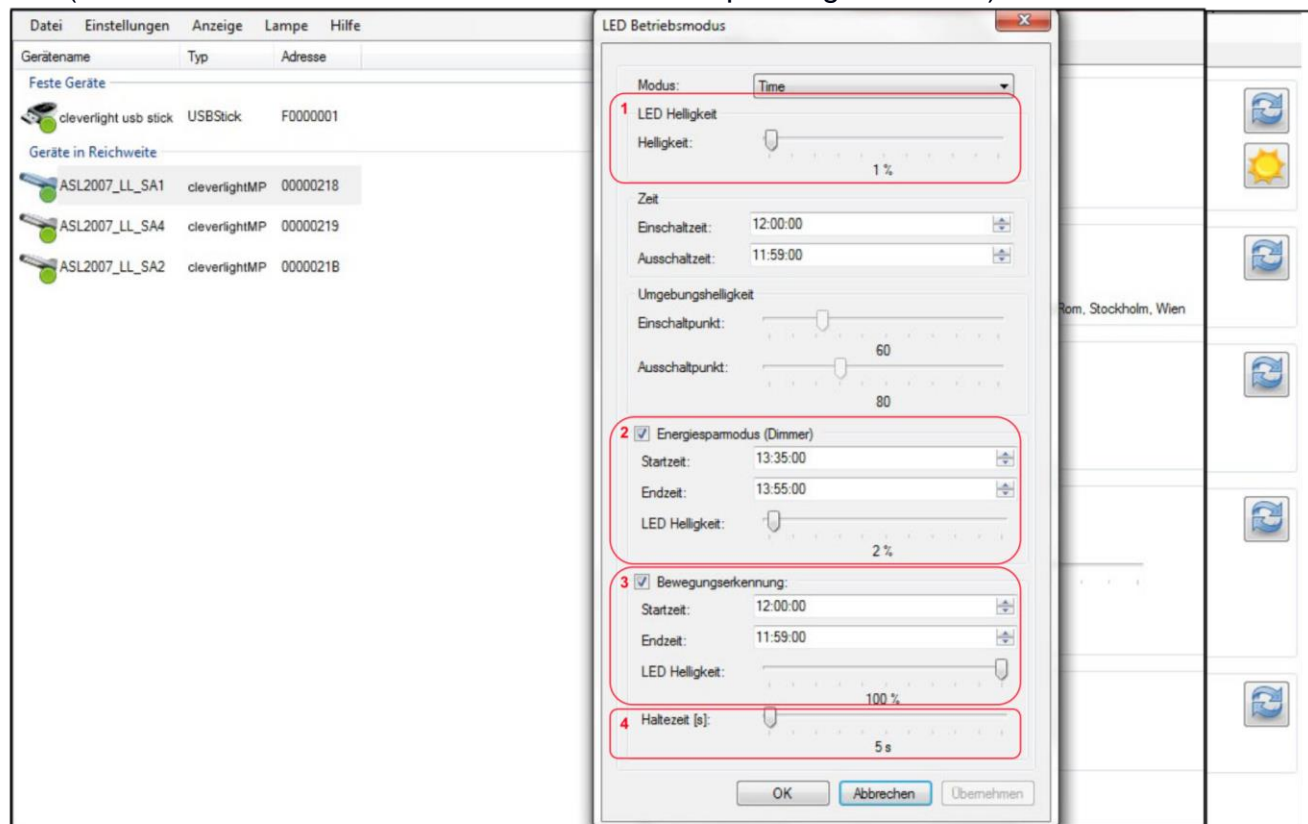 Datei Einstellungen Anzeige Lampe Hilfe
Gerätename Typ Adresse
Feste Geräte
cleverlight usb stick USBStick F0000001
Geräte in Reichweite
ASL2007_LL_SA1 cleverlightMP 00000218
ASL2007_LL_SA4 cleverlightMP 00000219
ASL2007_LL_SA2 cleverlightMP 0000021B
LED Betriebsmodus
Modus: Time
1 LED Helligkeit
Helligkeit:
1 %
Zeit
Einschaltzeit: 12:00:00
Ausschaltzeit: 11:59:00
Umgebungshelligkeit
Einschaltpunkt:
60
Ausschaltpunkt:
80
2 Energiesparmodus (Dimmer)
Startzeit: 13:35:00
Endzeit: 13:55:00
LED Helligkeit:
2 %
3 Bewegungserkennung:
Startzeit: 12:00:00
Endzeit: 11:59:00
LED Helligkeit:
100 %
4 Haltezeit [s]:
5 s
OK Abbrechen Übernehmen
Rom, Stockholm, Wien